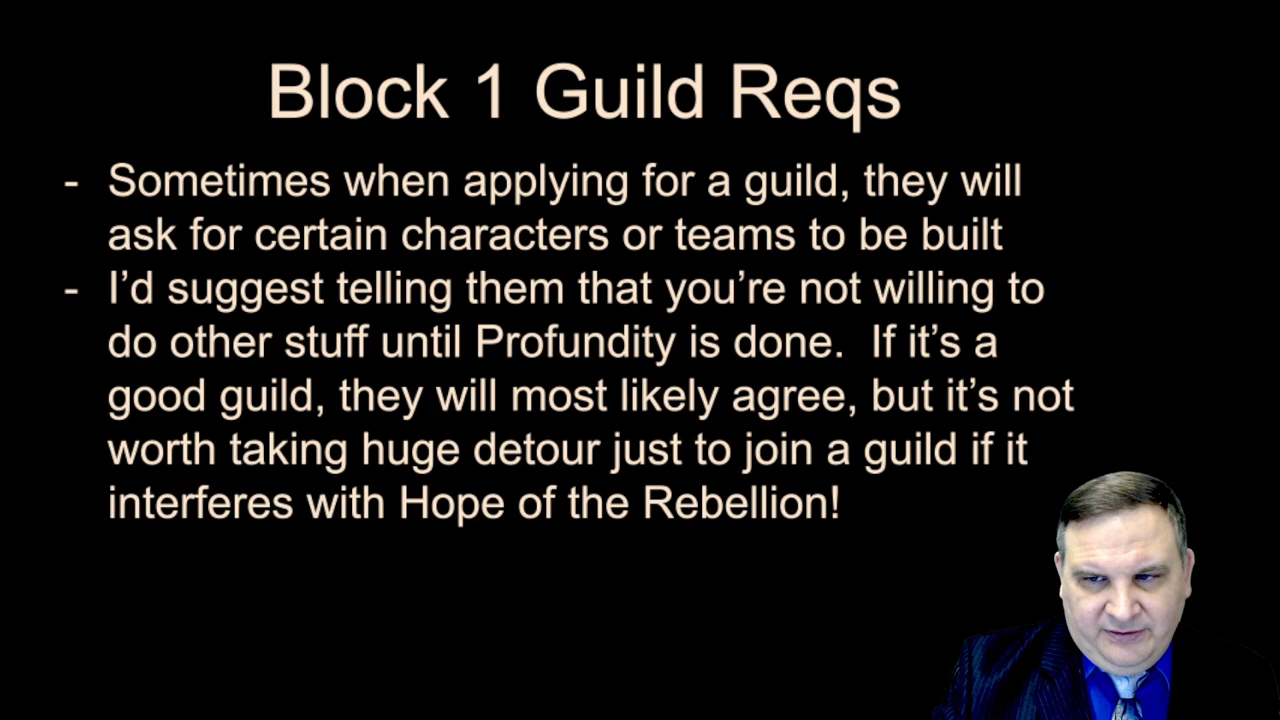 Block 1 Guild Reqs
- Sometimes when applying for a guild, they will
ask for certain characters or teams to be built
- I’d suggest telling them that you’re not willing to
do other stuff until Profundity is done.  If it’s a
good guild, they will most likely agree, but it’s not
worth taking huge detour just to join a guild if it
interferes with Hope of the Rebellion!